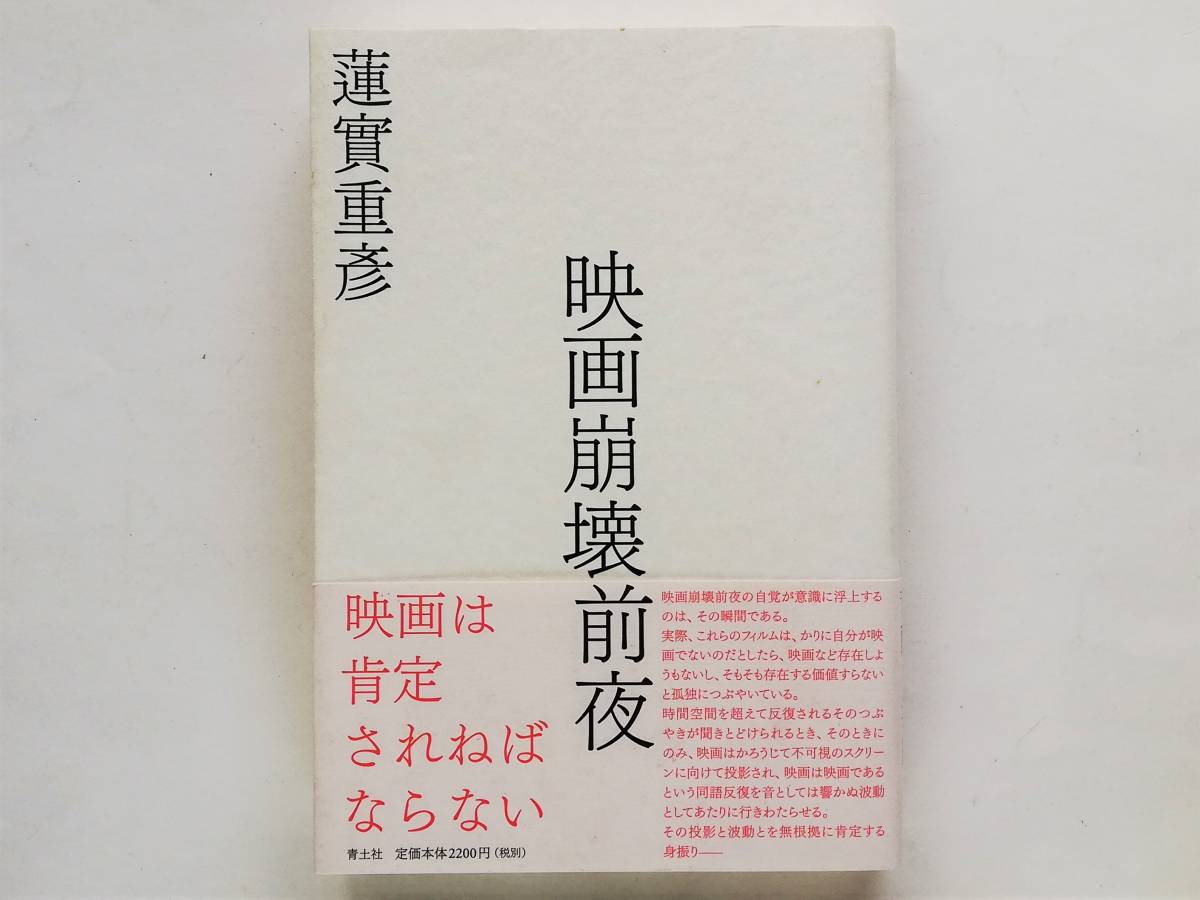 蓮實重彥
映画崩壊前夜
映画は
肯定
されねば
ならない
青土社 定価本体2200円(税別)
映画崩壊前夜の自覚が意識に浮上する
のは、その瞬間である。
実際、これらのフィルムは、かりに自分が映
画でないのだとしたら、映画など存在しよ
うもないし、そもそも存在する価値すらない
と孤独につぶやいている。
時間空間を超えて反復されるそのつぶ
やきが聞きとどけられるとき、そのときに
のみ、映画はかろうじて不可視のスクリー
ンに向けて投影され、映画は映画である
という同語反復を音としては響かぬ波動
としてあたりに行きわたらせる。
その投影と波動とを無根拠に肯定する
身振り——